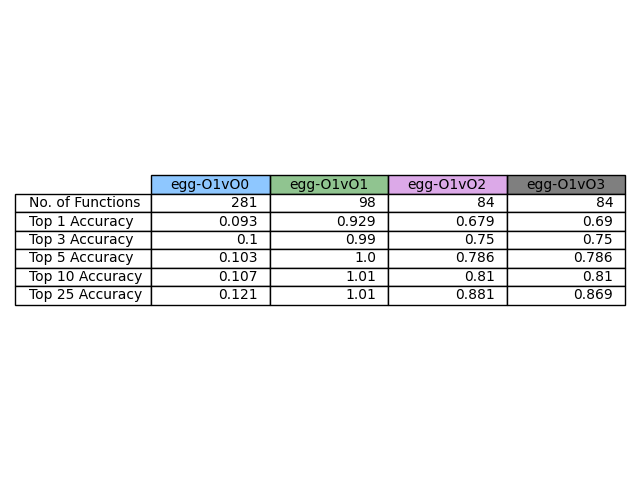 egg-O1vO0 egg-O1vO1 egg-O1vO2 egg-O1vO3
No. of Functions 281 98 84 84
Top 1 Accuracy 0.093 0.929 0.679 0.69
Top 3 Accuracy 0.1 0.99 0.75 0.75
Top 5 Accuracy 0.103 1.0 0.786 0.786
Top 10 Accuracy 0.107 1.01 0.81 0.81
Top 25 Accuracy 0.121 1.01 0.881 0.869